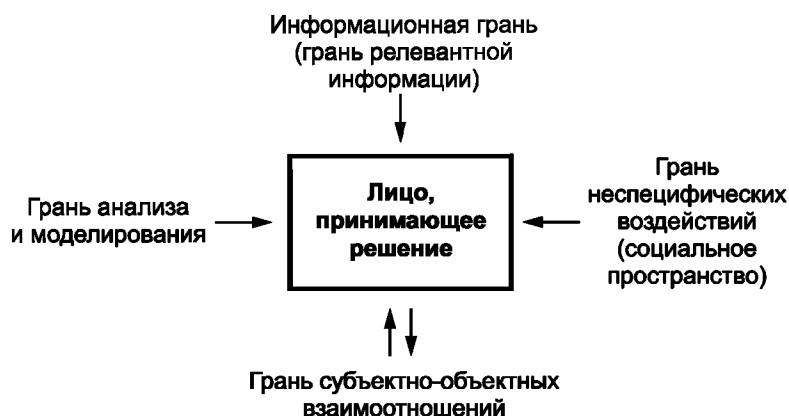 Информационная грань
(грань релевантной
информации)
Грань анализа
и моделирования
Лицо,
принимающее
решение
Грань
неспецифических
воздействий
(социальное
пространство)
Грань субъектно-объектных
взаимоотношений